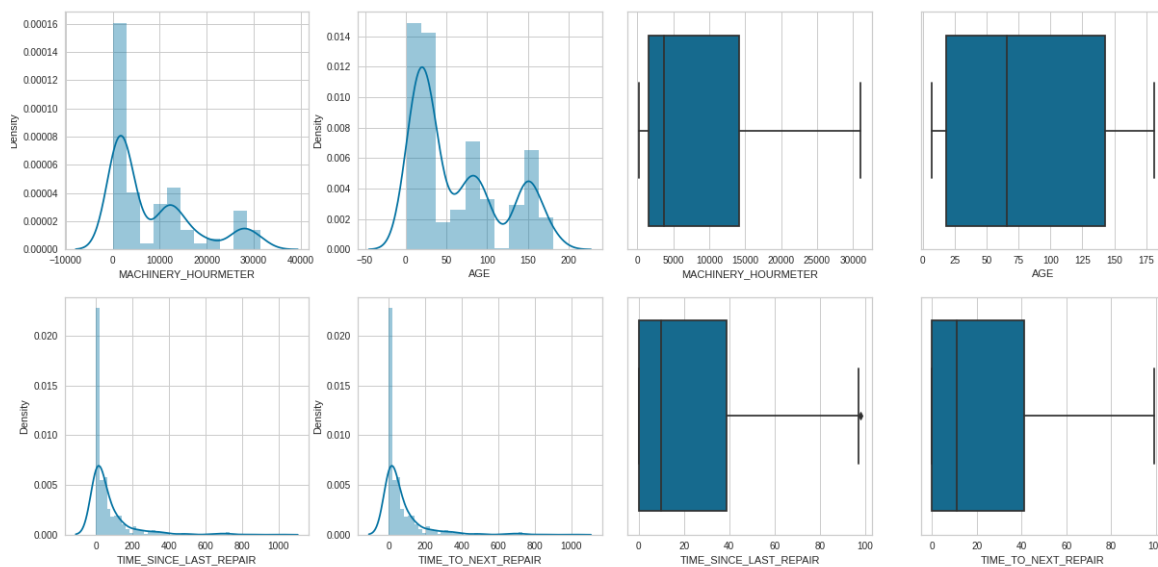 0.00016
0.00014
0.00012
0.00010
0.00008
0.00006
0.00004
0.00002
0.00000
Density
−10000 0 10000 20000 30000 40000
MACHINERY_HOURMETER
0.014
0.012
0.010
0.008
0.006
0.004
0.002
0.000
Density
−50 0 50 100 150 200
AGE
0 5000 10000 15000 20000 25000 30000
MACHINERY_HOURMETER
0 25 50 75 100 125 150 175
AGE
0.020
0.015
0.010
0.005
0.000
Density
0 200 400 600 800 1000
TIME_SINCE_LAST_REPAIR
0.020
0.015
0.010
0.005
0.000
Density
0 200 400 600 800 1000
TIME_TO_NEXT_REPAIR
0 20 40 60 80 100
TIME_SINCE_LAST_REPAIR
0 20 40 60 80 100
TIME_TO_NEXT_REPAIR